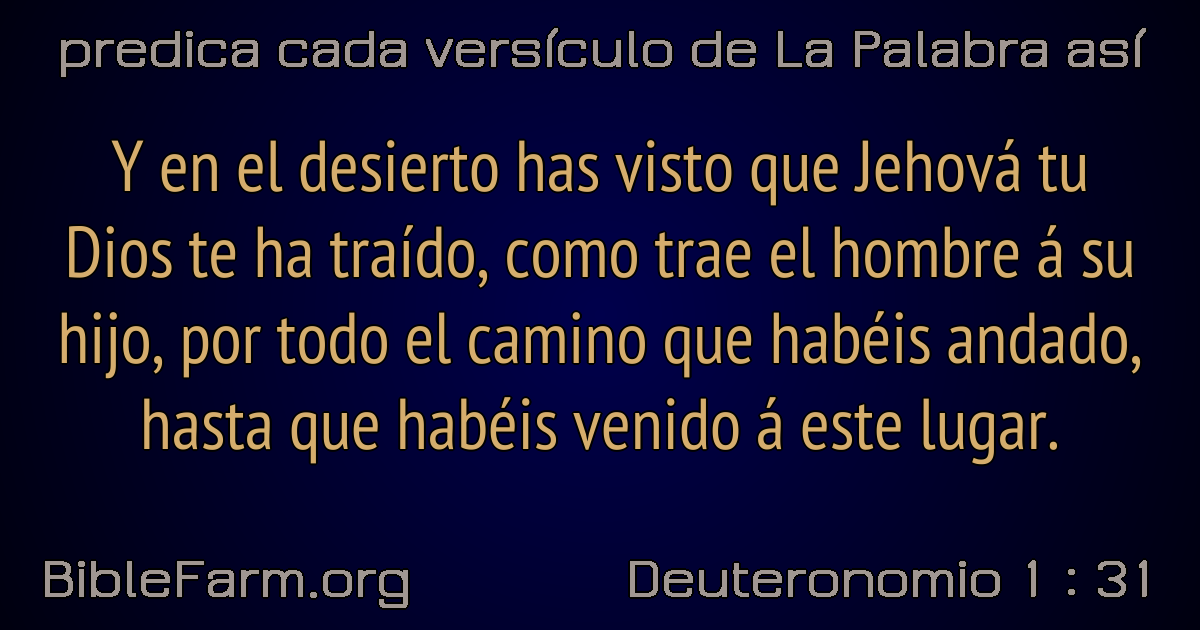 predica cada versículo de La Palabra así
Y en el desierto has visto que Jehová tu
Dios te ha traído, como trae el hombre á su
hijo, por todo el camino que habéis andado,
hasta que habéis venido á este lugar.
BibleFarm.org
Deuteronomio 1 : 31